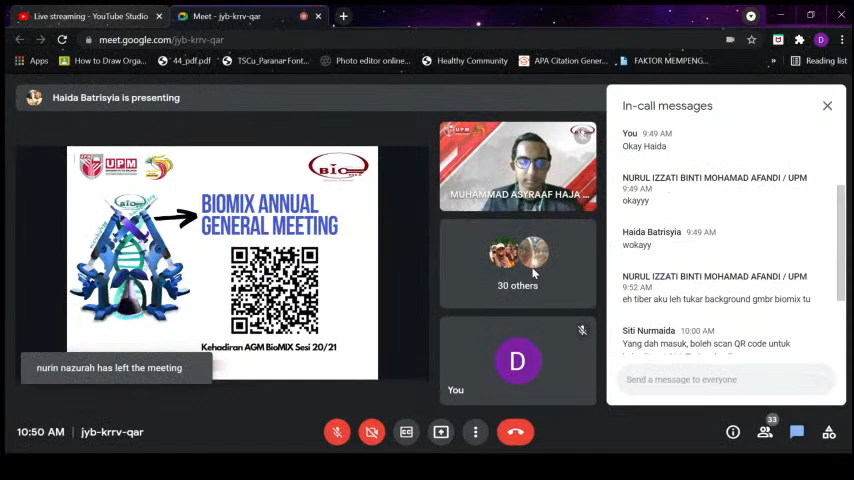 Live streaming - YouTube Studio
Meet - jyb-krrv-qar
meet.google.com/jyb-krrv-qar
D
Apps
How to Draw Orga...
44_pdf.pdf
TSCu_Paranar Font...
Photo editor online...
Healthy Community
APA Citation Gener...
FAKTOR MEMPENG...
»
Reading list
Haida Batrisyia is presenting
UPM
BIO
BIOMIX ANNUAL
GENERAL MEETING
Kehadiran AGM BioMIX Sesi 20/21
nurin nazurah has left the meeting
UPM
MUHAMMAD ASYRAAF HAJA ...
30 others
D
You
In-call messages
You 9:49 AM
Okay Haida
NURUL IZZATI BINTI MOHAMAD AFANDI / UPM
9:49 AM
okayyy
Haida Batrisyia 9:49 AM
wokayy
NURUL IZZATI BINTI MOHAMAD AFANDI / UPM
9:52 AM
eh tiber aku leh tukar background gmbr biomix tu
Siti Nurmaida 10:00 AM
Yang dah masuk, boleh scan QR code untuk
Send a message to everyone
10:50 AM | jyb-krrv-qar
33